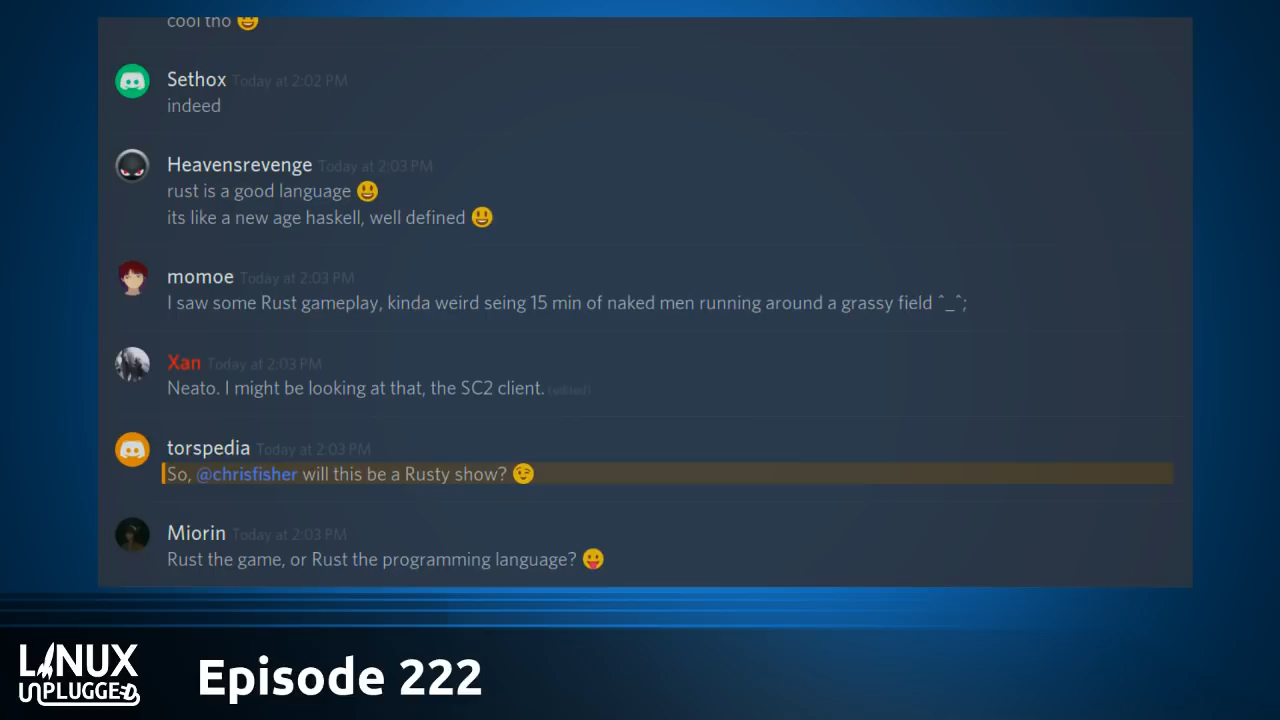 cool tho 😃
Sethox Today at 2:02 PM
indeed
Heavensrevenge Today at 2:03 PM
rust is a good language 😃
its like a new age haskell, well defined 😃
momoe Today at 2:03 PM
I saw some Rust gameplay, kinda weird seing 15 min of naked men running around a grassy field ^_^;
Xan Today at 2:03 PM
Neato. I might be looking at that, the SC2 client. (edited)
torspedia Today at 2:03 PM
So, @chrisfisher will this be a Rusty show? 😉
Miorin Today at 2:03 PM
Rust the game, or Rust the programming language? 😛
LINUX
UNPLUGGED
Episode 222